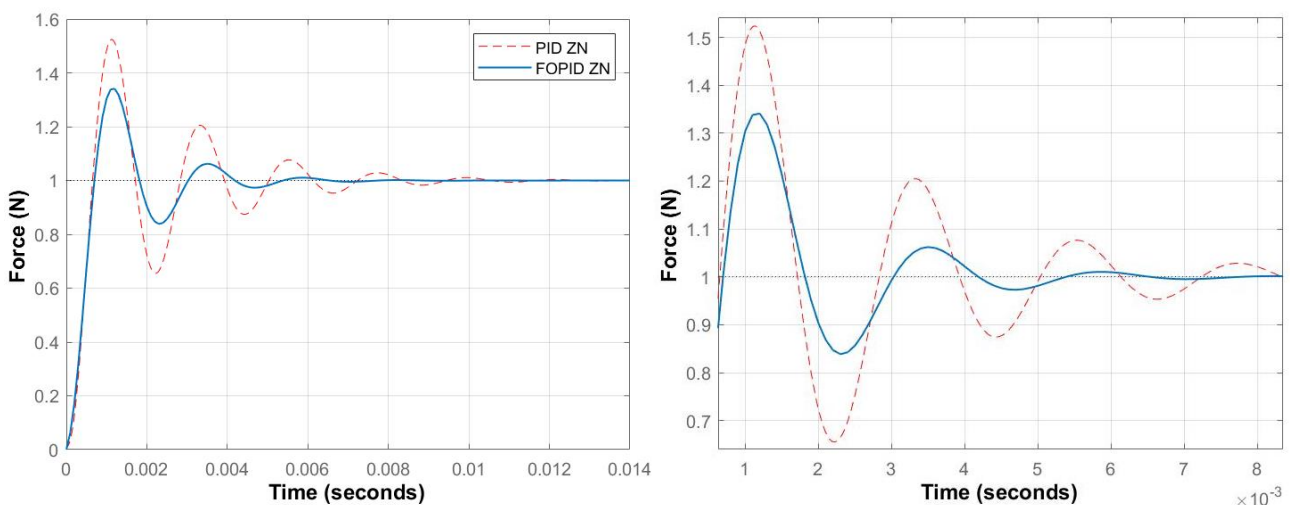 1.6
1.4
1.2
1
0.8
0.6
0.4
0.2
0
Force (N)
PID ZN
FOPID ZN
0 0.002 0.004 0.006 0.008 0.01 0.012 0.014
Time (seconds)
1.5
1.4
1.3
1.2
1.1
1
0.9
0.8
0.7
Force (N)
1 2 3 4 5 6 7 8
Time (seconds)
×10⁻³